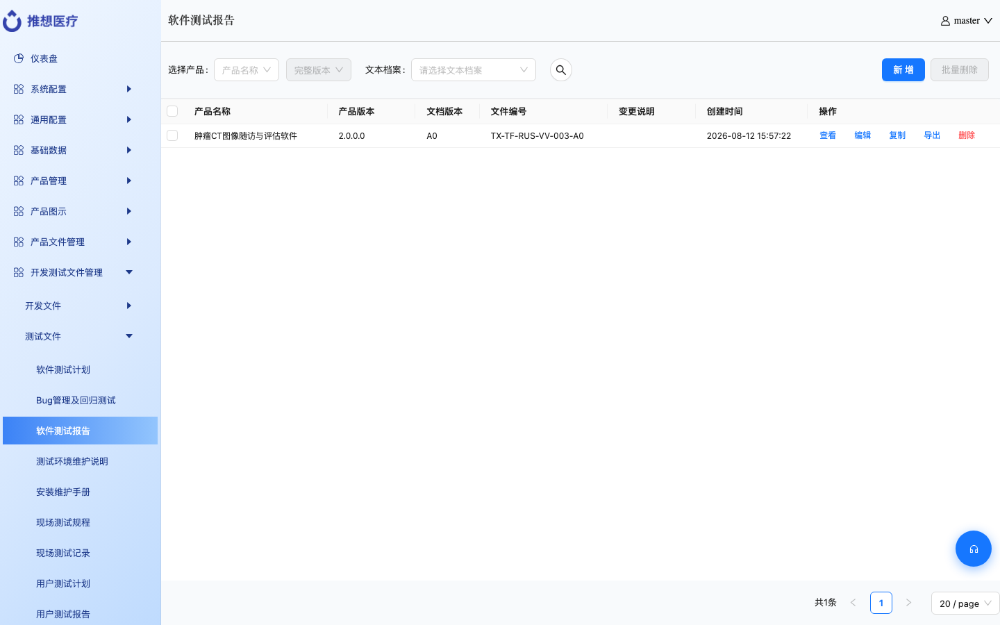 推想医疗
软件测试报告
master
仪表盘
系统配置
通用配置
基础数据
产品管理
产品图示
产品文件管理
开发测试文件管理
开发文件
测试文件
软件测试计划
Bug管理及回归测试
软件测试报告
测试环境维护说明
安装维护手册
现场测试规程
现场测试记录
用户测试计划
用户测试报告
选择产品： 产品名称 完整版本 文本档案： 请选择文本档案 新 增 批量删除
产品名称 产品版本 文档版本 文件编号 变更说明 创建时间 操作
肿瘤CT图像随访与评估软件 2.0.0.0 A0 TX-TF-RUS-VV-003-A0 2026-08-12 15:57:22 查看 编辑 复制 导出 删除
共1条 1 20 / page